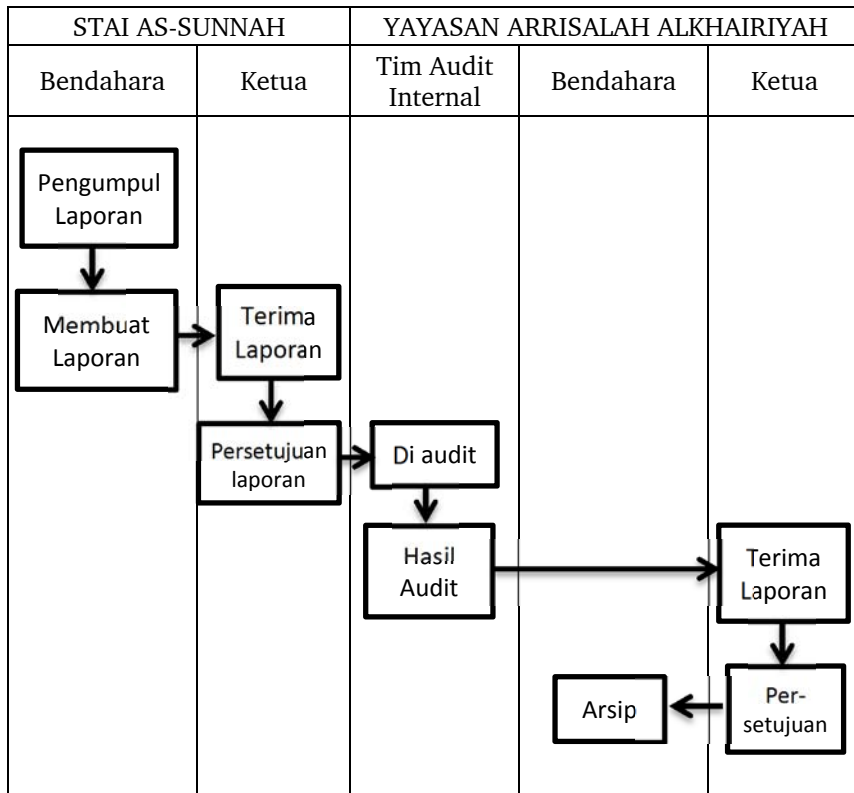 STAI AS-SUNNAH
YAYASAN ARRISALAH ALKHAIRIYAH
Bendahara
Ketua
Tim Audit
Internal
Bendahara
Ketua
Pengumpul
Laporan
Membuat
Laporan
Terima
Laporan
Persetujuan
laporan
Di audit
Hasil
Audit
Terima
Laporan
Per-
setujuan
Arsip